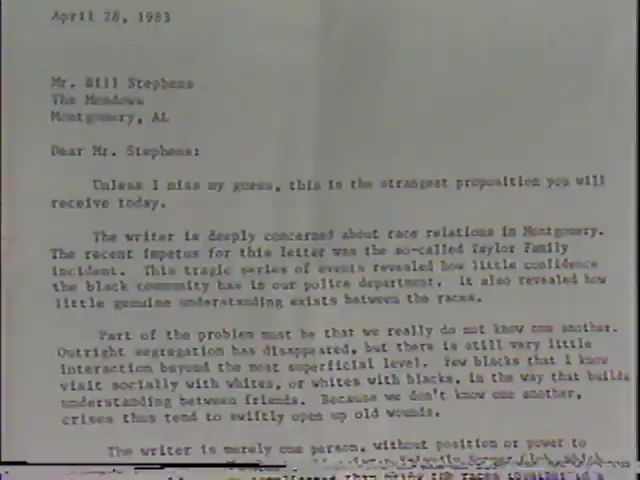 April 28, 1983
Mr. Bill Stephens
The Meadows
Montgomery, AL
Dear Mr. Stephens:
Unless I miss my guess, this is the strangest proposition you will
receive today.
The writer is deeply concerned about race relations in Montgomery.
The recent impetus for this letter was the so-called Taylor Family
incident. This tragic series of events revealed how little confidence
the black community has in our police department. It also revealed how
little genuine understanding exists between the races.
Part of the problem must be that we really do not know one another.
Outright segregation has disappeared, but there is still very little
interaction beyond the most superficial level. Few blacks that I know
visit socially with whites, or whites with blacks, in the way that builds
understanding between friends. Because we don't know one another,
crises thus tend to swiftly open up old wounds.
The writer is merely one person, without position or power to